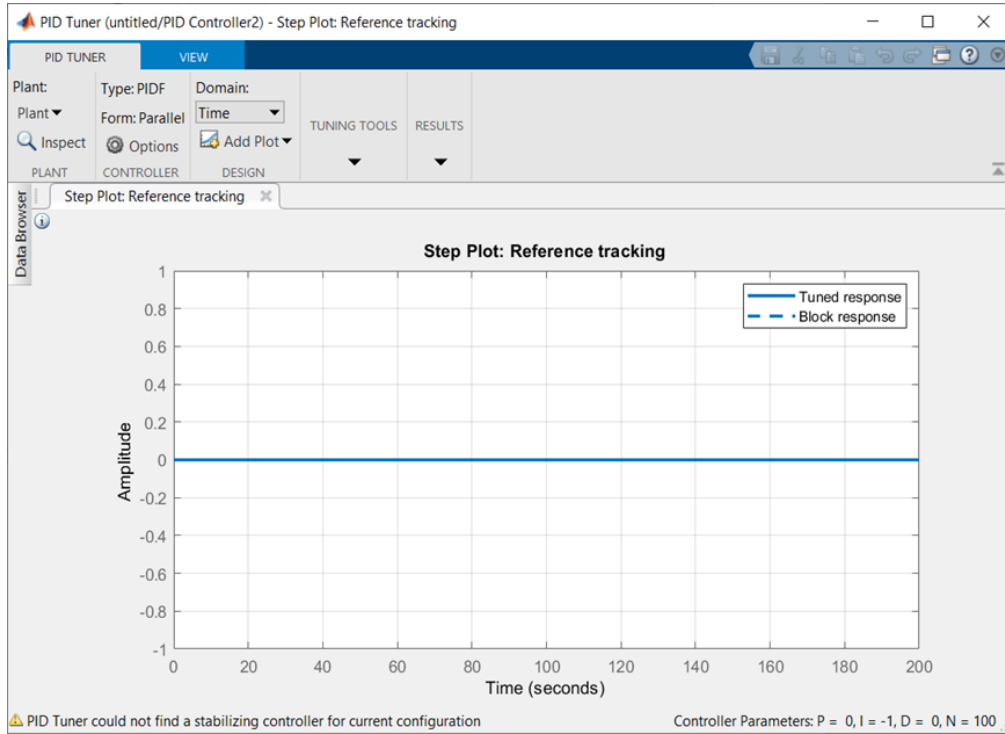 PID Tuner (untitled/PID Controller2) - Step Plot: Reference tracking
PID TUNER VIEW
Plant:
Plant
Inspect
PLANT
Type: PIDF
Form: Parallel
Options
CONTROLLER
Domain:
Time
Add Plot
DESIGN
TUNING TOOLS
RESULTS
Data Browser
Step Plot: Reference tracking
Step Plot: Reference tracking
Tuned response
Block response
Amplitude
1
0.8
0.6
0.4
0.2
0
-0.2
-0.4
-0.6
-0.8
-1
0 20 40 60 80 100 120 140 160 180 200
Time (seconds)
PID Tuner could not find a stabilizing controller for current configuration
Controller Parameters: P = 0, I = -1, D = 0, N = 100